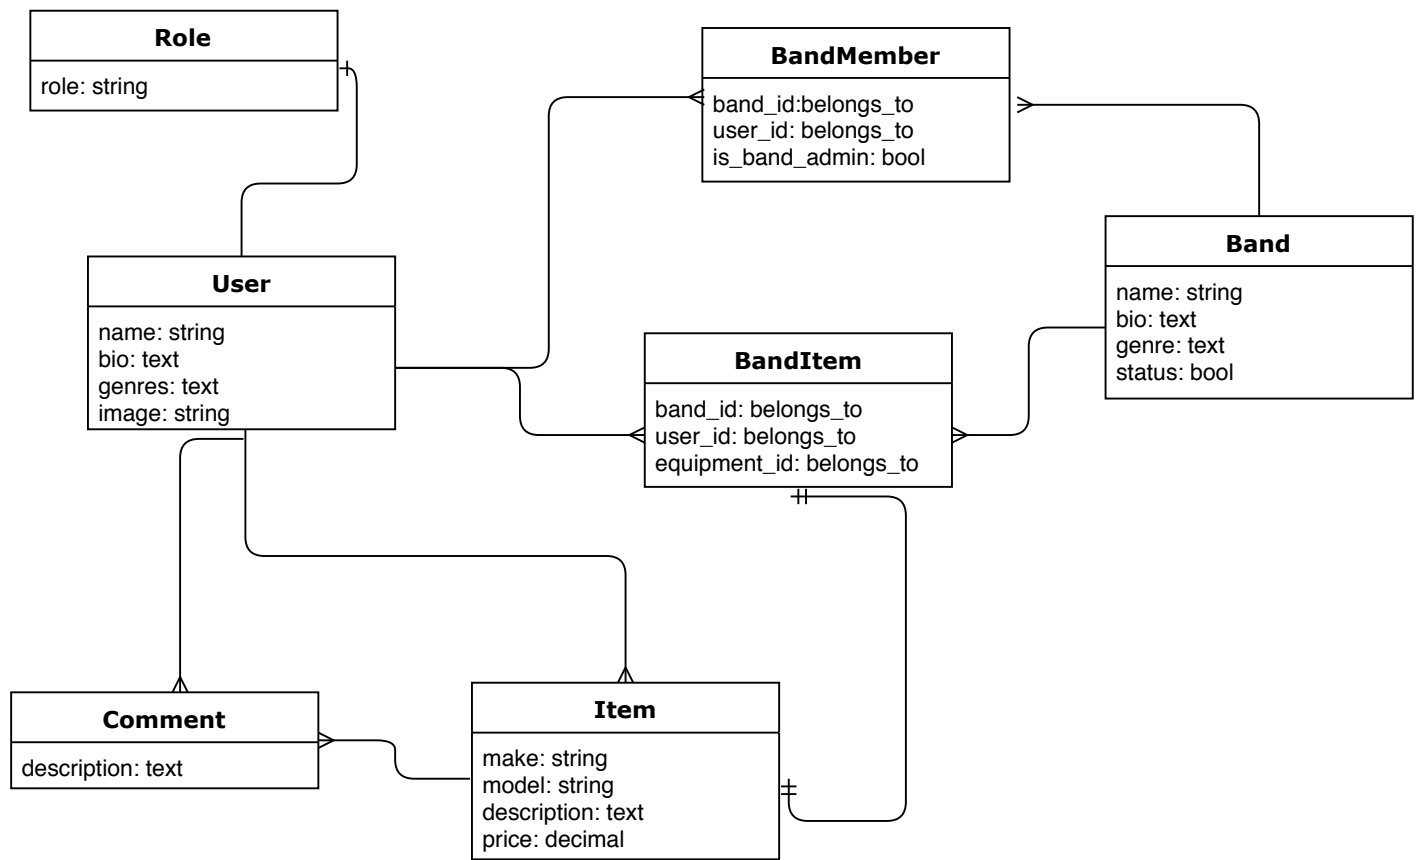 Role
role: string
BandMember
band_id:belongs_to
user_id: belongs_to
is_band_admin: bool
User
name: string
bio: text
genres: text
image: string
Band
name: string
bio: text
genre: text
status: bool
BandItem
band_id: belongs_to
user_id: belongs_to
equipment_id: belongs_to
Comment
description: text
Item
make: string
model: string
description: text
price: decimal